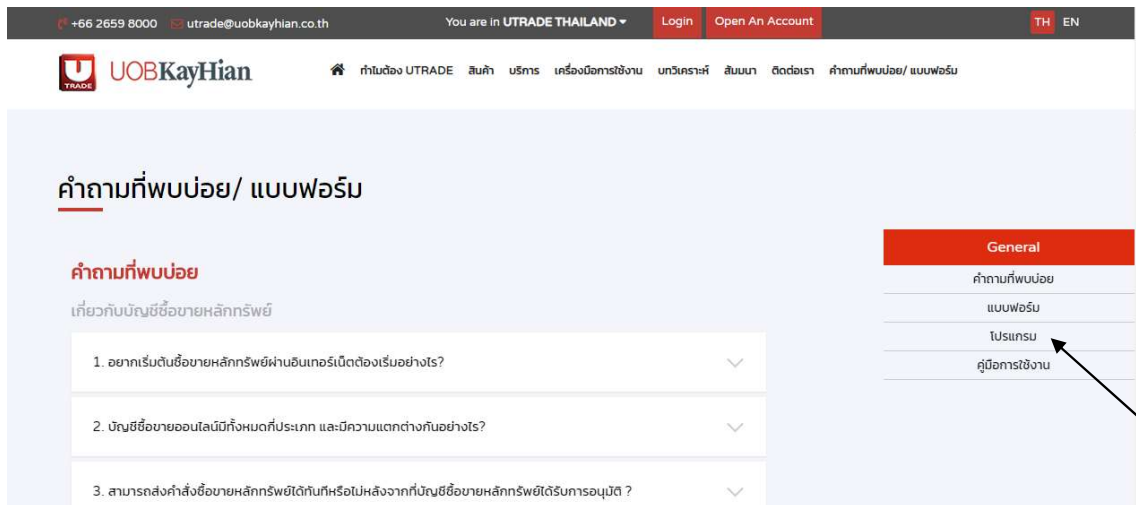 +66 2659 8000 utrade@uobkayhian.co.th You are in UTRADE THAILAND Login Open An Account TH EN
U TRADE UOBKayHian ทำไมต้อง UTRADE สินค้า บริการ เครื่องมือการใช้งาน บทวิเคราะห์ สัมมนา ติดต่อเรา คำถามที่พบบ่อย/ แบบฟอร์ม
คำถามที่พบบ่อย/ แบบฟอร์ม
General
คำถามที่พบบ่อย
แบบฟอร์ม
โปรแกรม
คู่มือการใช้งาน
คำถามที่พบบ่อย
เกี่ยวกับบัญชีซื้อขายหลักทรัพย์
1. อยากเริ่มต้นซื้อขายหลักทรัพย์ผ่านอินเทอร์เน็ตต้องเริ่มอย่างไร?
2. บัญชีซื้อขายออนไลน์มีทั้งหมดกี่ประเภท และมีความแตกต่างกันอย่างไร?
3. สามารถส่งคำสั่งซื้อขายหลักทรัพย์ได้ทันทีหรือไม่หลังจากที่บัญชีซื้อขายหลักทรัพย์ได้รับการอนุมัติ ?